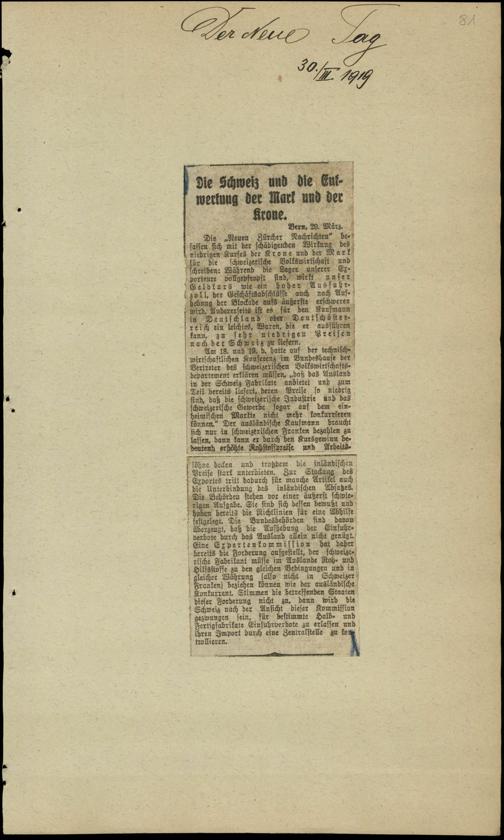 81
Der Neue Tag
30./III. 1919
Die Schweiz und die Ent-
wertung der Mark und der
Krone.
Bern, 29. März.
Die „Neuen Zürcher Nachrichten" be-
fassen sich mit der schädigenden Wirkung des
niedrigen Kurses der Krone und der Mark
für die schweizerische Volkswirtschaft und
schreiben: Während die Lager unserer Ex-
porteure vollgepfropft sind, wirkt unser
Geldkurs wie ein hoher Ausfuhr-
zoll, der Geschäftsabschlüsse auch nach Auf-
hebung der Blockade aufs äußerste erschweren
wird. Andererseits ist es für den Kaufmann
in Deutschland oder Deutschöster-
reich ein leichtes, Waren, die er ausführen
kann, zu sehr niedrigen Preisen
nach der Schweiz zu liefern.
Am 18. und 19. d. hatte auf der technisch-
wirtschaftlichen Konferenz im Bundeshause der
Vertreter des schweizerischen Volkswirtschafts-
departement erklären müssen, „daß das Ausland
in der Schweiz Fabrikate anbietet und zum
Teil bereits liefert, deren Preise so niedrig
sind, daß die schweizerische Industrie und das
schweizerische Gewerbe sogar auf dem ein-
heimischen Markte nicht mehr konkurrieren
können." Der ausländische Kaufmann braucht
sich nur in schweizerischen Franken bezahlen zu
lassen, dann kann er durch den Kursgewinn be-
deutend erhöhte Rohstoffpreise und Arbeits-
löhne decken und trotzdem die inländischen
Preise stark unterbieten. Zur Stockung des
Exportes tritt dadurch für manche Artikel auch
die Unterbindung des inländischen Absatzes.
Die Behörden stehen vor einer äußerst schwie-
rigen Aufgabe. Sie sind sich dessen bewußt und
haben bereits die Richtlinien für eine Abhilfe
festgelegt. Die Bundesbehörden sind davon
überzeugt, daß die Aufhebung der Einfuhr-
verbote durch das Ausland allein nicht genügt.
Eine Expertenkommission hat daher
bereits die Forderung aufgestellt, der schweize-
rische Fabrikant müsse im Auslande Roh- und
Hilfsstoffe zu den gleichen Bedingungen und in
gleicher Währung (also nicht in Schweizer
Franken) beziehen können wie der ausländische
Konkurrent. Stimmen die betreffenden Staaten
dieser Forderung nicht zu, dann wird die
Schweiz nach der Ansicht dieser Kommission
gezwungen sein, für bestimmte Halb- und
Fertigfabrikate Einfuhrverbote zu erlassen und
ihren Import durch eine Zentralstelle zu kon-
trollieren.